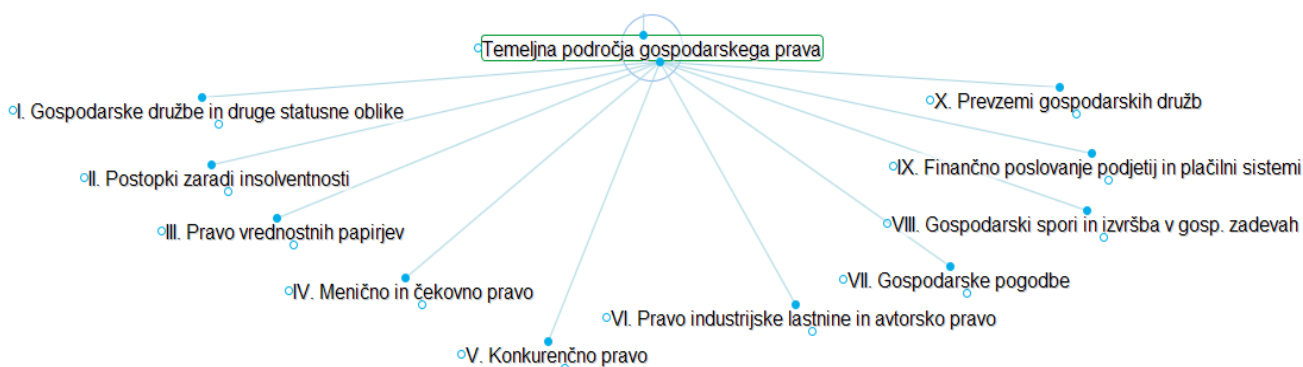 Temeljna področja gospodarskega prava
I. Gospodarske družbe in druge statusne oblike
II. Postopki zaradi insolventnosti
III. Pravo vrednostnih papirjev
IV. Menično in čekovno pravo
V. Konkurenčno pravo
VI. Pravo industrijske lastnine in avtorsko pravo
VII. Gospodarske pogodbe
VIII. Gospodarski spori in izvršba v gosp. zadevah
IX. Finančno poslovanje podjetij in plačilni sistemi
X. Prevzemi gospodarskih družb